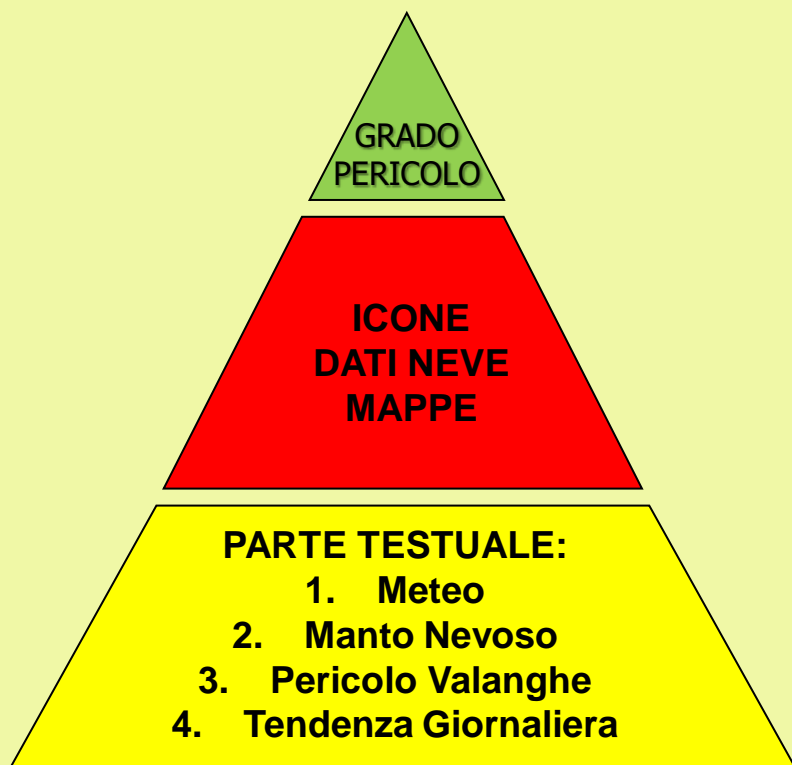 GRADO
PERICOLO
ICONE
DATI NEVE
MAPPE
PARTE TESTUALE:
1. Meteo
2. Manto Nevoso
3. Pericolo Valanghe
4. Tendenza Giornaliera